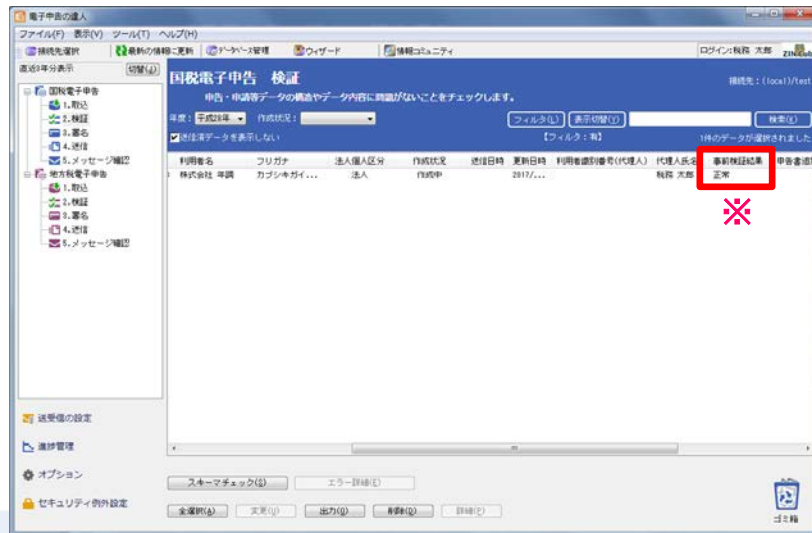 電子申告の達人
ファイル(F) 表示(V) ツール(T) ヘルプ(H)
接続先選択 最新の情報に更新 データベース管理 ウィザード 情報コミュニティ ログイン:税務 太郎
直近3年分表示 切替(J)
国税電子申告
1.取込
2.検証
3.署名
4.送信
5.メッセージ確認
地方税電子申告
1.取込
2.検証
3.署名
4.送信
5.メッセージ確認
送受信の設定
進捗管理
オプション
セキュリティ例外設定
国税電子申告 検証
接続先:(local)/test
申告・申請等データの構造やデータ内容に問題がないことをチェックします。
年度: 平成28年 作成状況: フィルタ(L) 表示切替(Y) 検索(K)
送信済データを表示しない 【フィルタ:有】 1件のデータが選択されました
利用者名 フリガナ 法人個人区分 作成状況 送信日時 更新日時 利用者識別番号(代理人) 代理人氏名 事前検証結果
株式会社 年調 カブシキガイ... 法人 作成中 2017/... 税務 太郎 正常
※
スキーマチェック(S) エラー詳細(E)
全選択(A) 変更(U) 出力(O) 削除(D) 詳細(P)
ゴミ箱